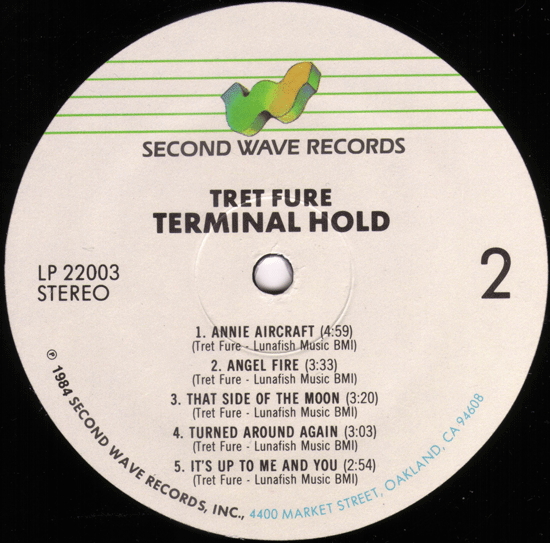 SECOND WAVE RECORDS
TRET FURE
TERMINAL HOLD
LP 22003
STEREO
2
1. ANNIE AIRCRAFT (4:59)
(Tret Fure - Lunafish Music BMI)
2. ANGEL FIRE (3:33)
(Tret Fure - Lunafish Music BMI)
3. THAT SIDE OF THE MOON (3:20)
(Tret Fure - Lunafish Music BMI)
4. TURNED AROUND AGAIN (3:03)
(Tret Fure - Lunafish Music BMI)
5. IT'S UP TO ME AND YOU (2:54)
(Tret Fure - Lunafish Music BMI)
℗ 1984 SECOND WAVE RECORDS, INC., 4400 MARKET STREET, OAKLAND, CA 94608